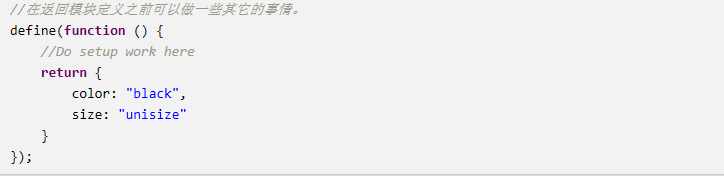 //在返回模块定义之前可以做一些其它的事情。
define(function () {
    //Do setup work here
    return {
        color: "black",
        size: "unisize"
    }
});